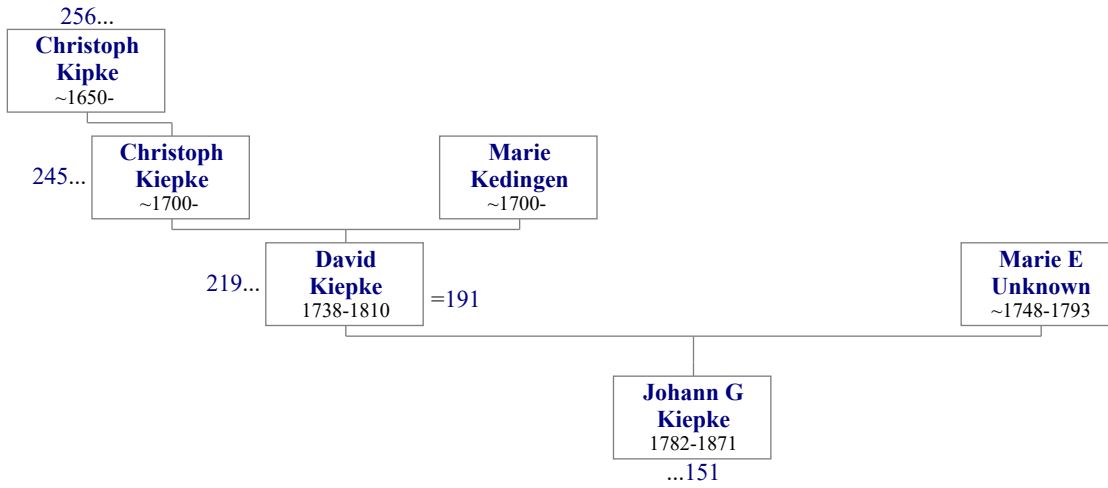 256...
Christoph
Kipke
~1650-
245...
Christoph
Kiepke
~1700-
Marie
Kedingen
~1700-
219...
David
Kiepke
1738-1810
=191
Marie E
Unknown
~1748-1793
Johann G
Kiepke
1782-1871
...151